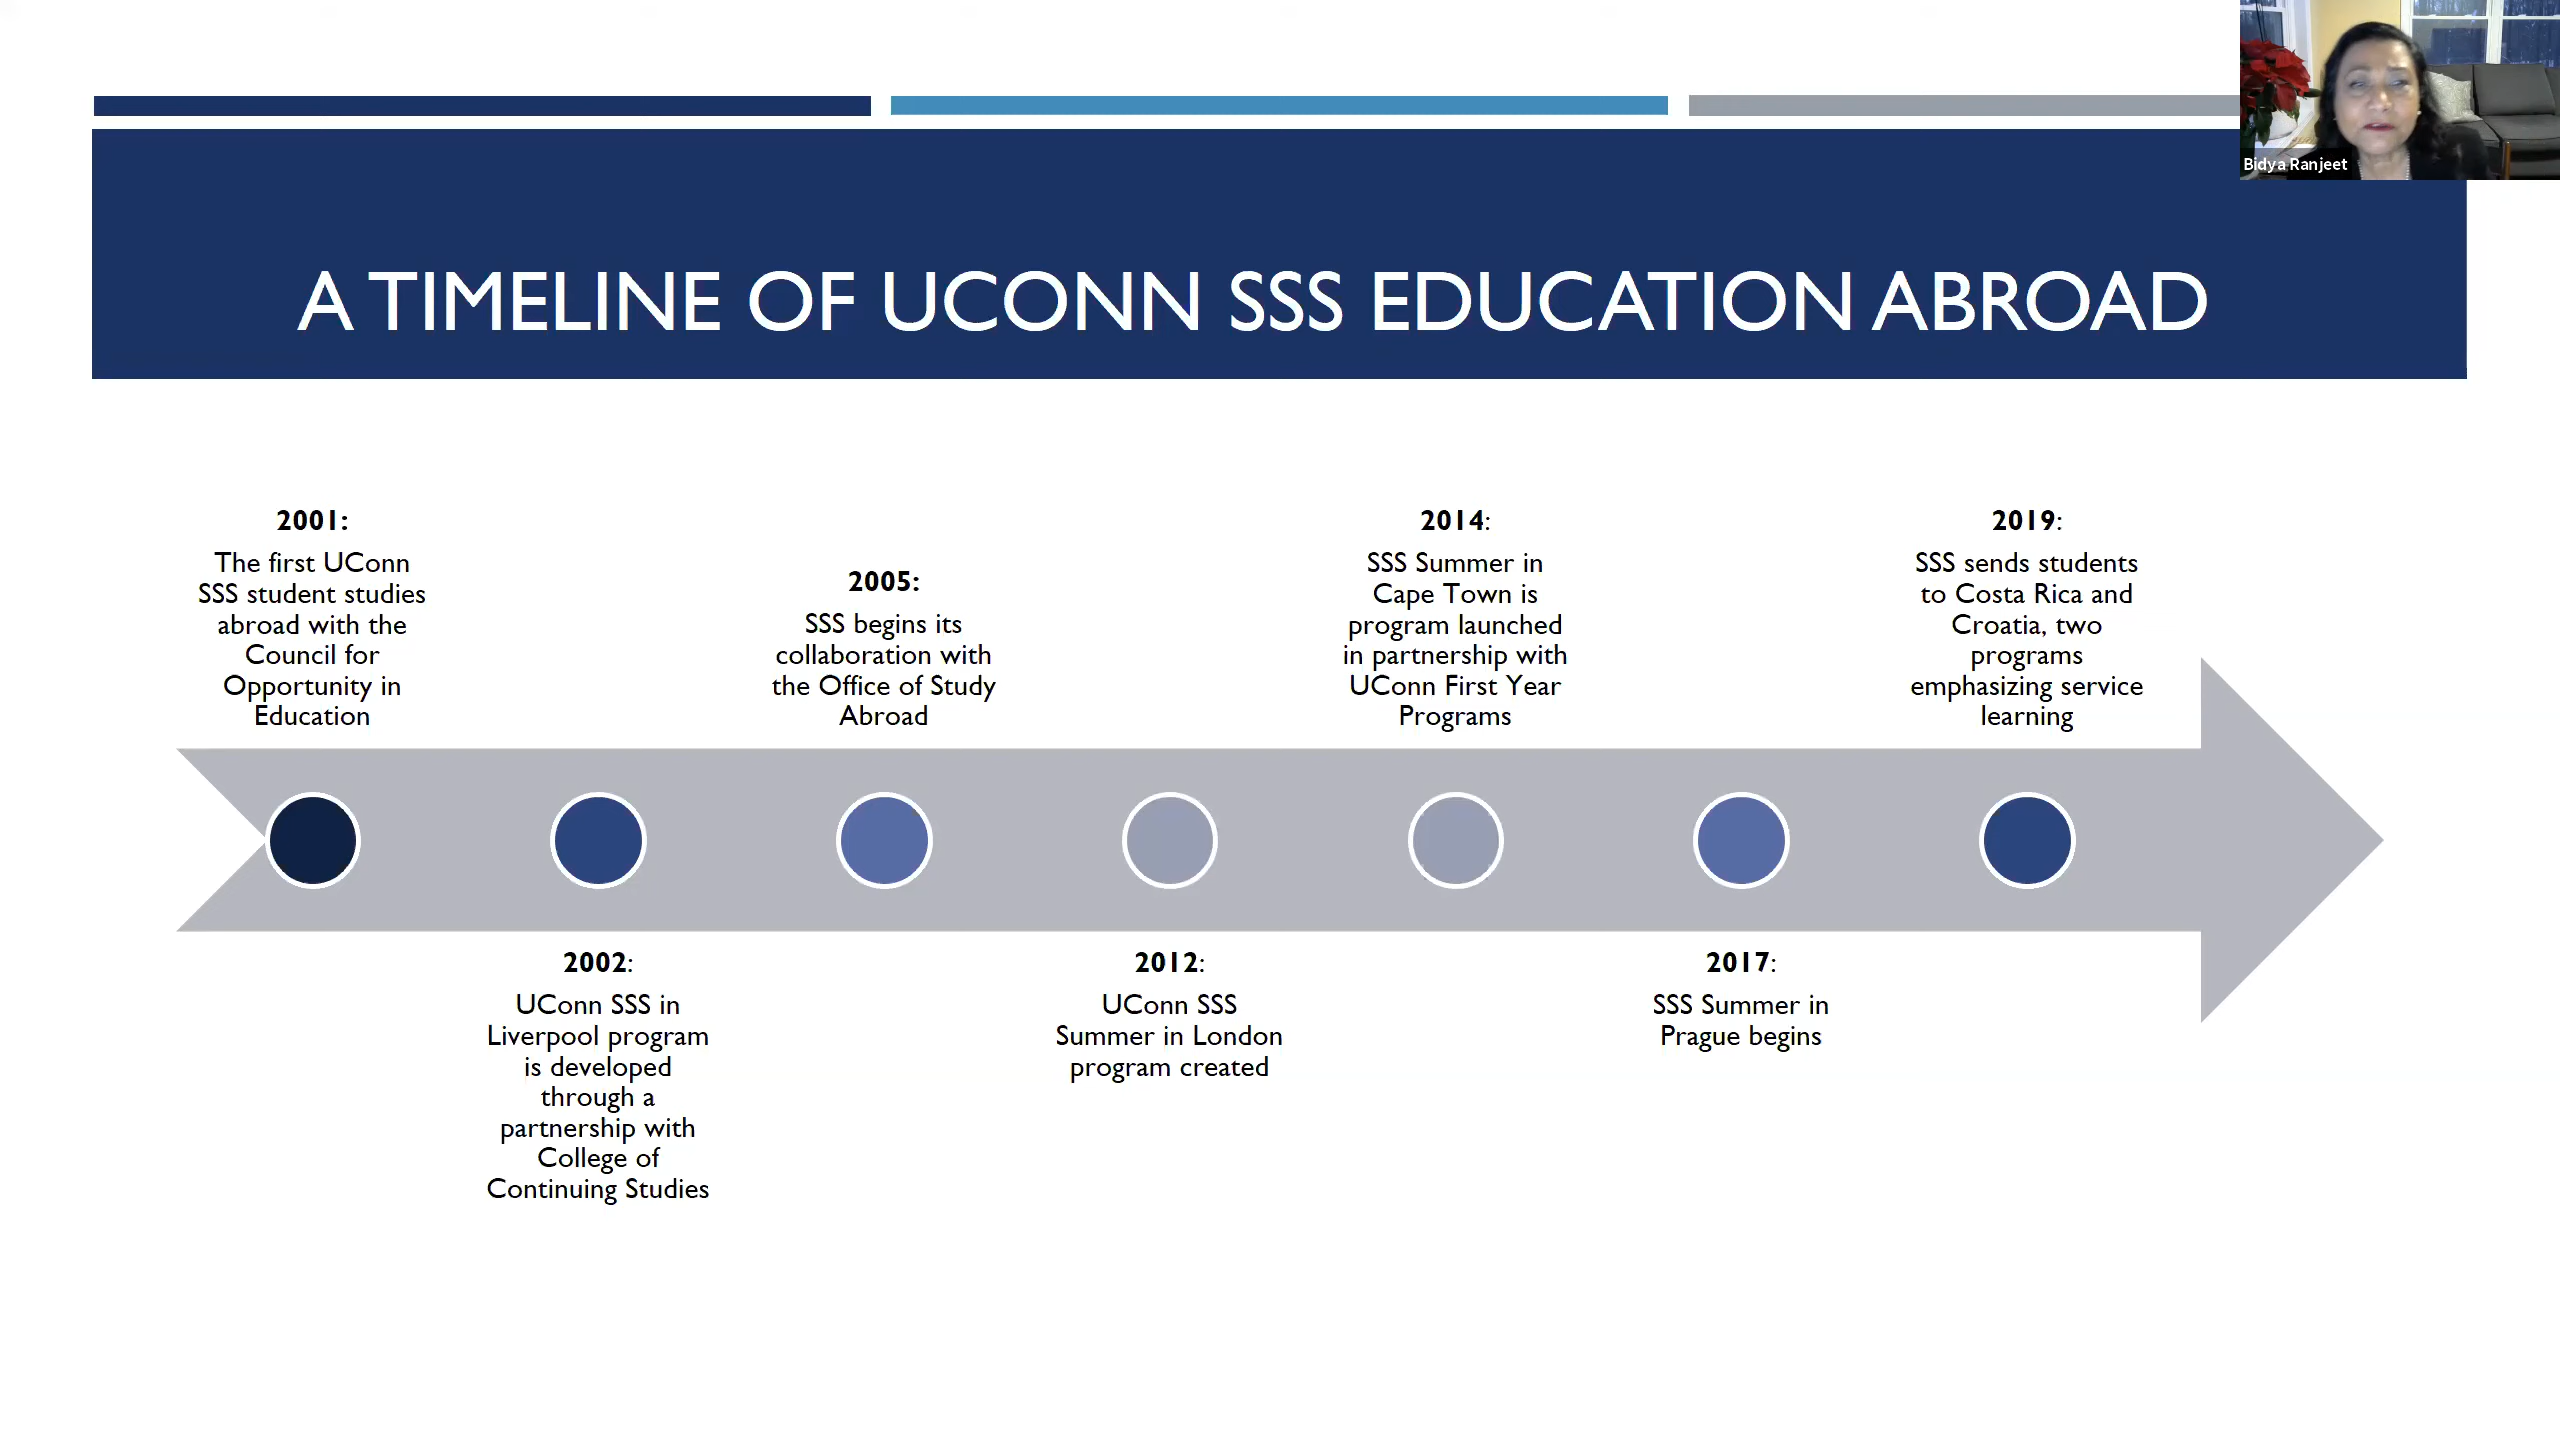 Bidya Ranjeet
A TIMELINE OF UCONN SSS EDUCATION ABROAD
2001:
The first UConn
SSS student studies
abroad with the
Council for
Opportunity in
Education
2002:
UConn SSS in
Liverpool program
is developed
through a
partnership with
College of
Continuing Studies
2005:
SSS begins its
collaboration with
the Office of Study
Abroad
2012:
UConn SSS
Summer in London
program created
2014:
SSS Summer in
Cape Town is
program launched
in partnership with
UConn First Year
Programs
2017:
SSS Summer in
Prague begins
2019:
SSS sends students
to Costa Rica and
Croatia, two
programs
emphasizing service
learning